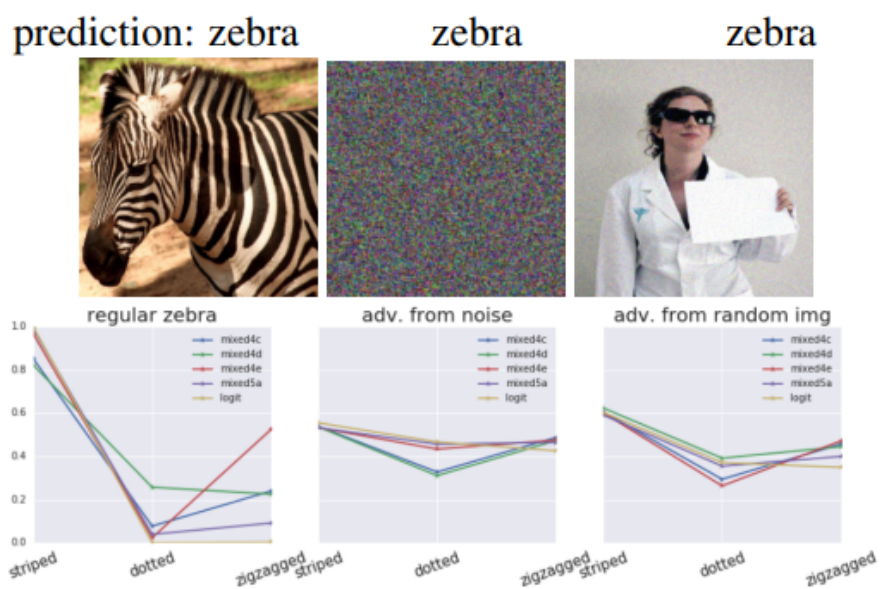 prediction: zebra zebra zebra
regular zebra adv. from noise adv. from random img
1.0
0.8
0.6
0.4
0.2
0.0
mixed4c
mixed4d
mixed4e
mixed5a
logit
mixed4c
mixed4d
mixed4e
mixed5a
logit
mixed4c
mixed4d
mixed4e
mixed5a
logit
striped dotted zigzagged striped dotted zigzagged striped dotted zigzagged